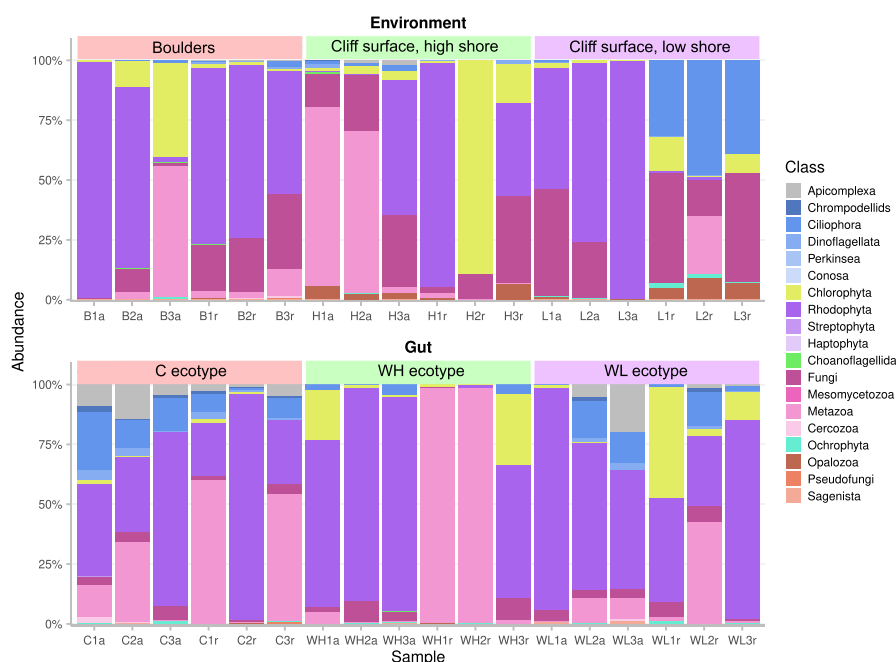 Environment
Boulders
Cliff surface, high shore
Cliff surface, low shore
100%
75%
50%
25%
0%
B1a B2a B3a B1r B2r B3r H1a H2a H3a H1r H2r H3r L1a L2a L3a L1r L2r L3r
Abundance
Gut
C ecotype
WH ecotype
WL ecotype
100%
75%
50%
25%
0%
C1a C2a C3a C1r C2r C3r WH1a WH2a WH3a WH1r WH2r WH3r WL1a WL2a WL3a WL1r WL2r WL3r
Sample
Class
Apicomplexa
Chrompodellids
Ciliophora
Dinoflagellata
Perkinsea
Conosa
Chlorophyta
Rhodophyta
Streptophyta
Haptophyta
Choanoflagellida
Fungi
Mesomycetozoa
Metazoa
Cercozoa
Ochrophyta
Opalozoa
Pseudofungi
Sagenista